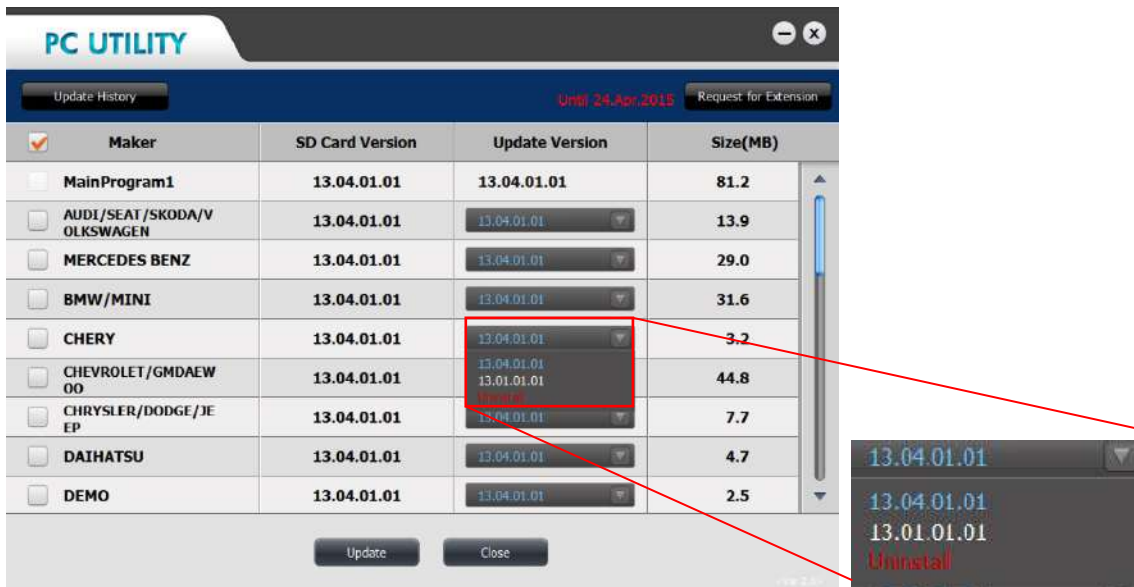 PC UTILITY
Update History
Until 24.Apr.2015
Request for Extension
Maker SD Card Version Update Version Size(MB)
MainProgram1 13.04.01.01 13.04.01.01 81.2
AUDI/SEAT/SKODA/V
OLKSWAGEN 13.04.01.01 13.04.01.01 13.9
MERCEDES BENZ 13.04.01.01 13.04.01.01 29.0
BMW/MINI 13.04.01.01 13.04.01.01 31.6
CHERY 13.04.01.01 13.04.01.01 3.2
13.04.01.01
13.01.01.01
Uninstall
CHEVROLET/GMDAEW
OO 13.04.01.01 44.8
CHRYSLER/DODGE/JE
EP 13.04.01.01 13.04.01.01 7.7
DAIHATSU 13.04.01.01 13.04.01.01 4.7
DEMO 13.04.01.01 13.04.01.01 2.5
Update Close
13.04.01.01
13.04.01.01
13.01.01.01
Uninstall